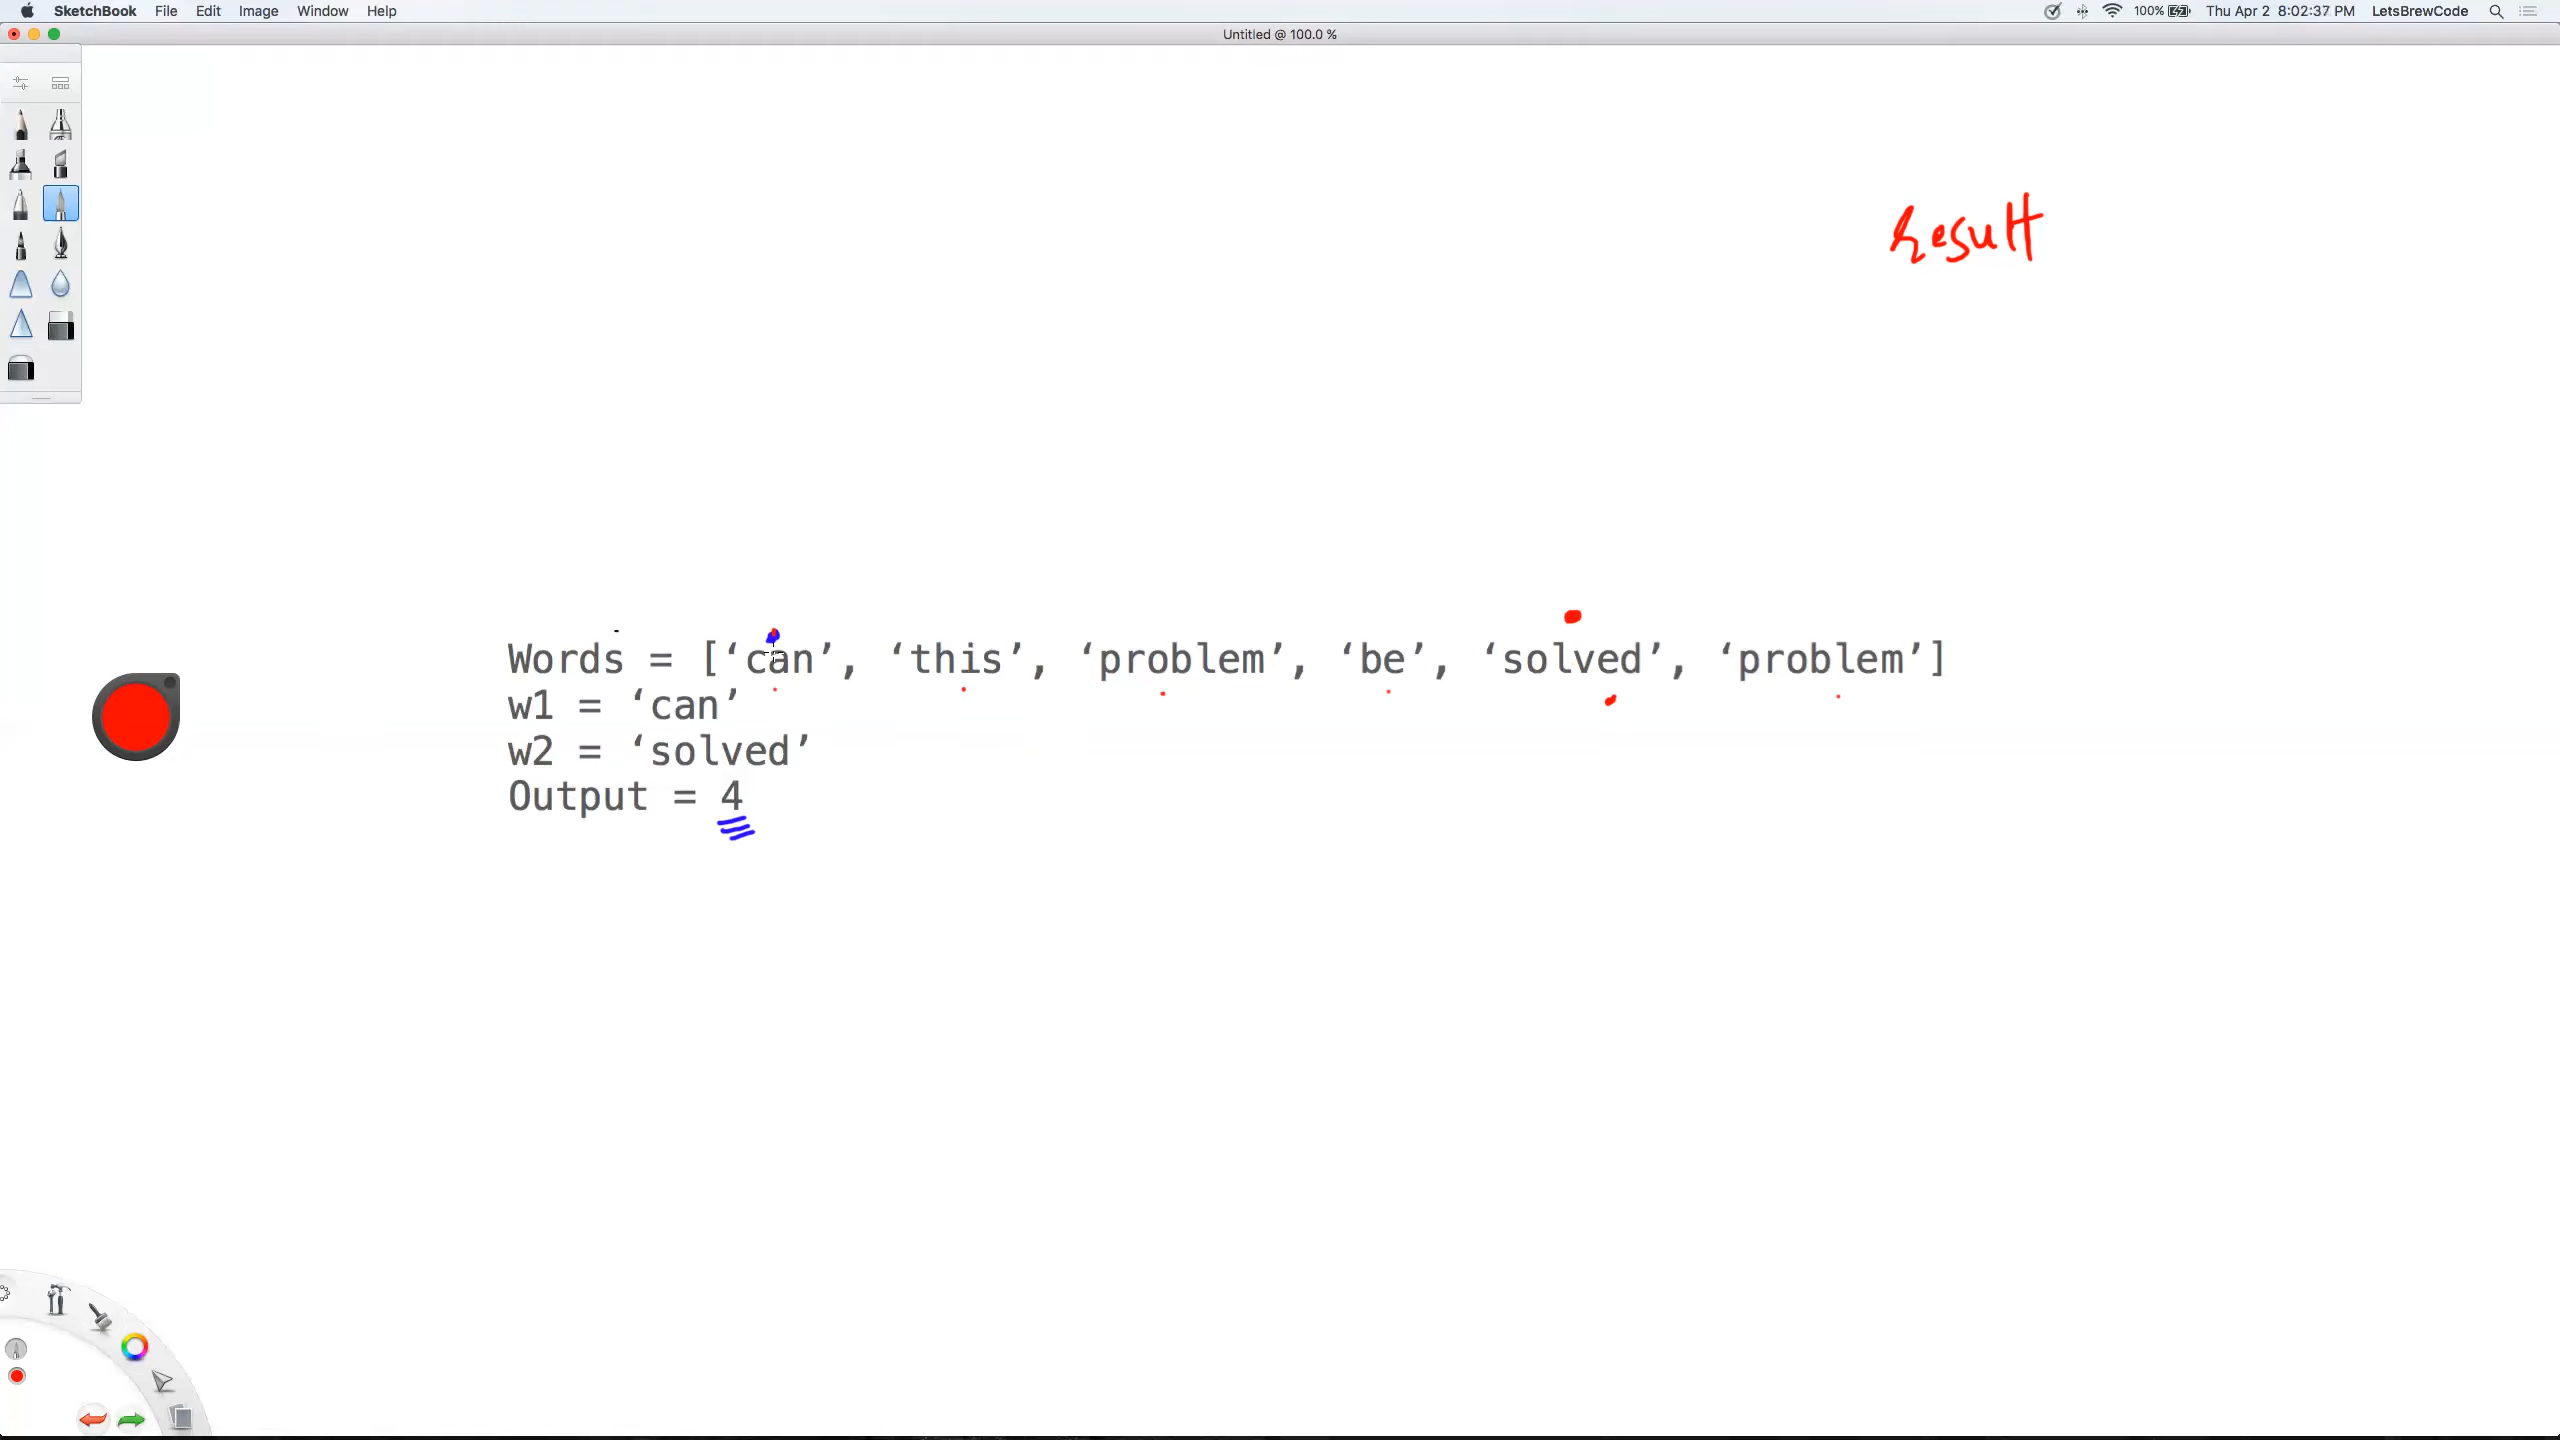 SketchBook File Edit Image Window Help 100% Thu Apr 2 8:02:37 PM LetsBrewCode
Untitled @ 100.0 %
result
Words = [‘can’, ‘this’, ‘problem’, ‘be’, ‘solved’, ‘problem’]
w1 = ‘can’
w2 = ‘solved’
Output = 4